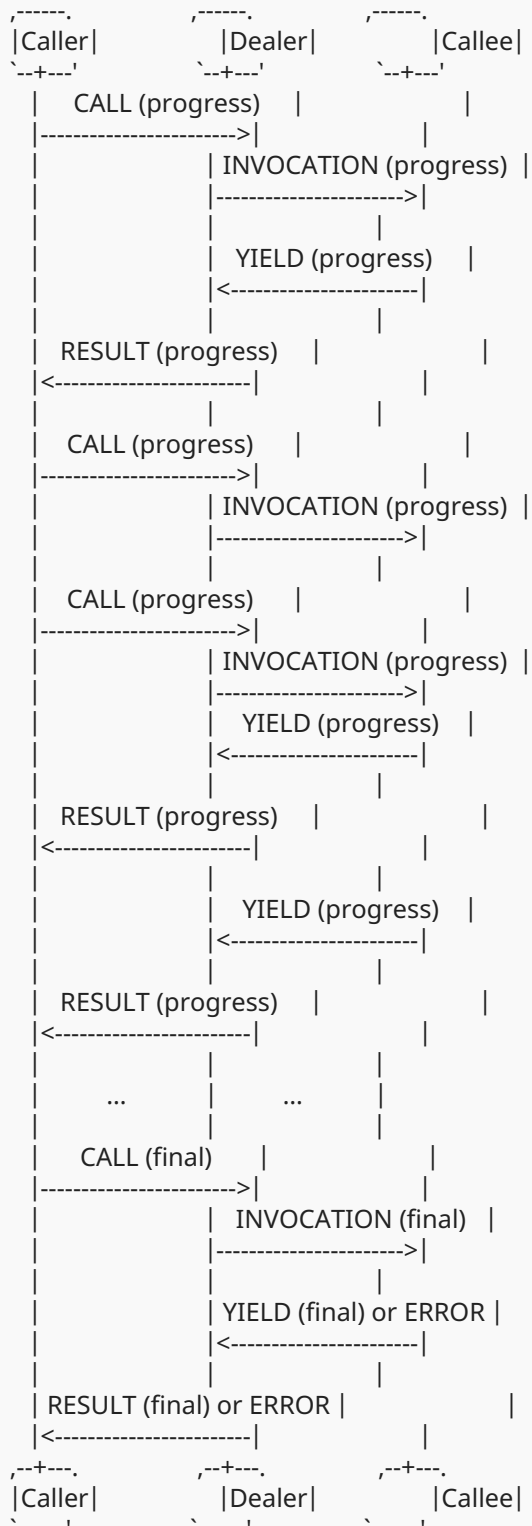 ,------.          ,------.          ,------.
|Caller|          |Dealer|          |Callee|
`--+---'          `--+---'          `--+---'
|    CALL (progress)    |                 |
|------------------------>|                 |
|                 | INVOCATION (progress)  |
|                 |----------------------->|
|                 |                 |
|                 |   YIELD (progress)     |
|                 |<-----------------------|
|                 |                 |
|   RESULT (progress)    |                 |
|<------------------------|                 |
|                 |                 |
|    CALL (progress)     |                 |
|------------------------>|                 |
|                 | INVOCATION (progress)  |
|                 |----------------------->|
|                 |                 |
|    CALL (progress)     |                 |
|------------------------>|                 |
|                 | INVOCATION (progress)  |
|                 |----------------------->|
|                 |    YIELD (progress)    |
|                 |<-----------------------|
|                 |                 |
|   RESULT (progress)    |                 |
|<------------------------|                 |
|                 |                 |
|                 |    YIELD (progress)    |
|                 |<-----------------------|
|                 |                 |
|   RESULT (progress)    |                 |
|<------------------------|                 |
|                 |                 |
|       ...       |       ...       |
|                 |                 |
|     CALL (final)      |                 |
|------------------------>|                 |
|                 |   INVOCATION (final)   |
|                 |----------------------->|
|                 |                 |
|                 | YIELD (final) or ERROR |
|                 |<-----------------------|
|                 |                 |
| RESULT (final) or ERROR |                 |
|<------------------------|                 |
,--+---.          ,--+---.          ,--+---.
|Caller|          |Dealer|          |Callee|